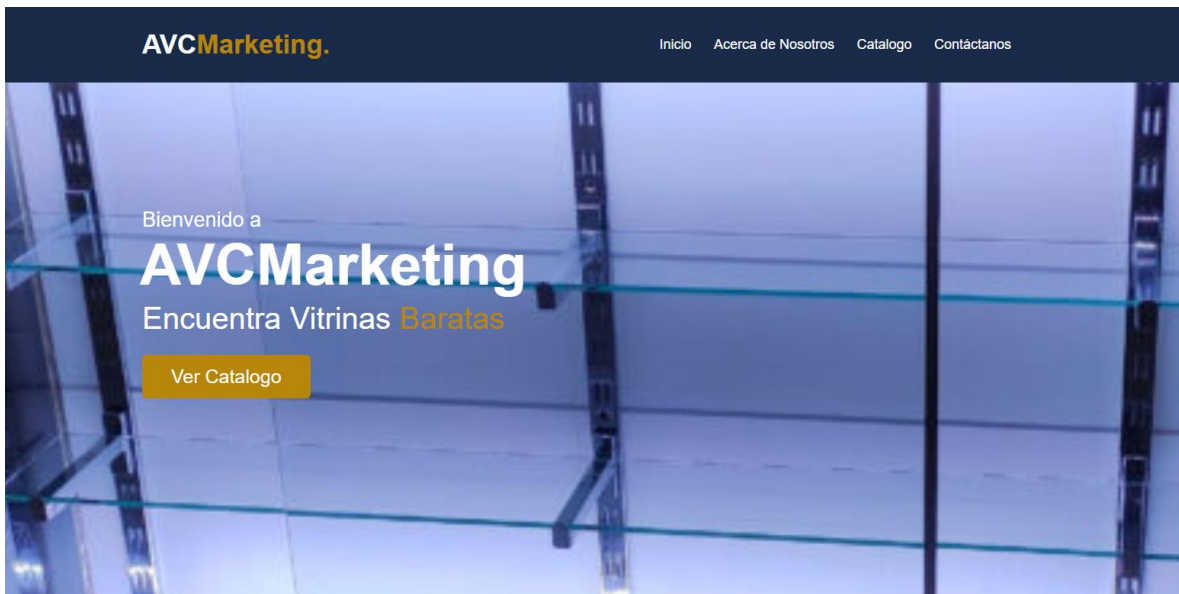 AVCMarketing.
Inicio Acerca de Nosotros Catalogo Contáctanos
Bienvenido a
AVCMarketing
Encuentra Vitrinas Baratas
Ver Catalogo